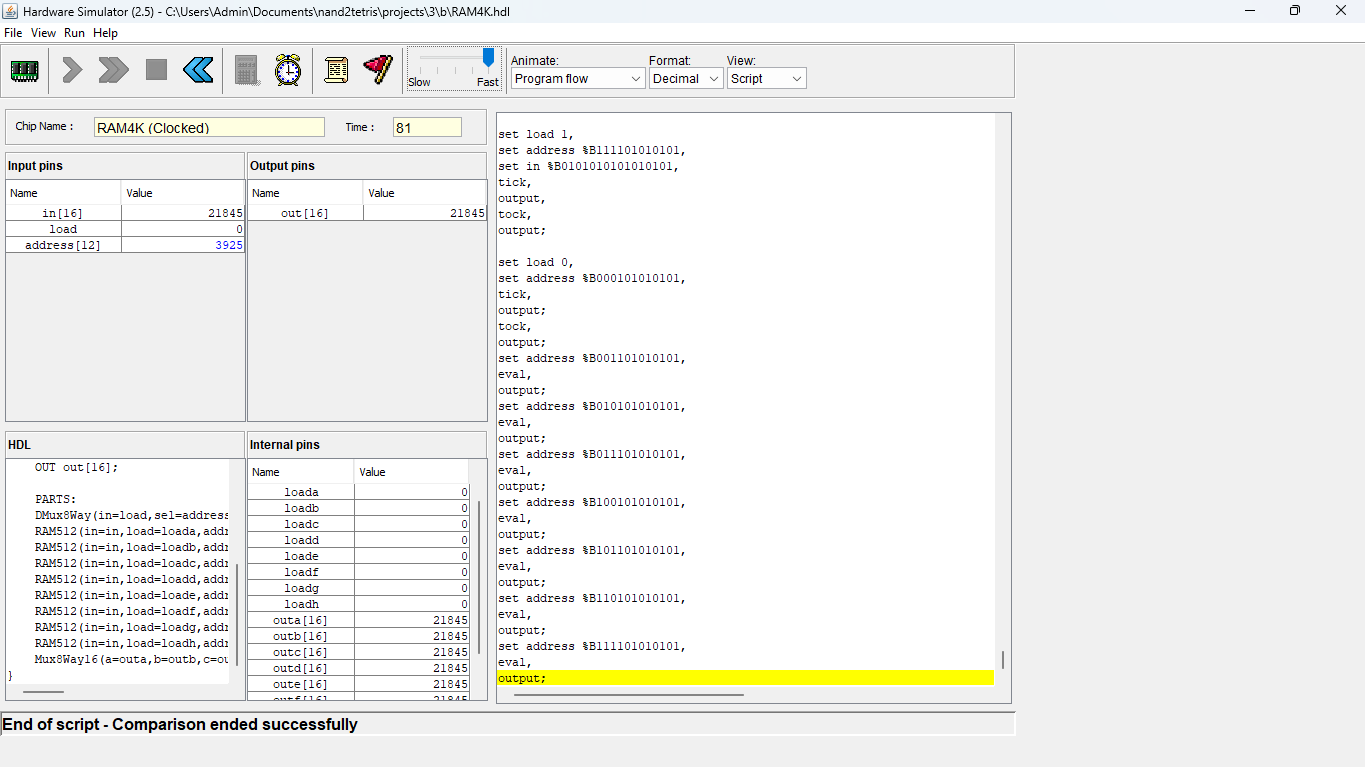 Hardware Simulator (2.5) - C:\Users\Admin\Documents\nand2tetris\projects\3\b\RAM4K.hdl
File View Run Help
Slow Fast
Animate: Format: View:
Program flow Decimal Script
Chip Name : RAM4K (Clocked) Time : 81
Input pins
Name Value
in[16] 21845
load 0
address[12] 3925
Output pins
Name Value
out[16] 21845
HDL
OUT out[16];
PARTS:
DMux8Way(in=load,sel=address
RAM512(in=in,load=loada,addr
RAM512(in=in,load=loadb,addr
RAM512(in=in,load=loadc,addr
RAM512(in=in,load=loadd,addr
RAM512(in=in,load=loade,addr
RAM512(in=in,load=loadf,addr
RAM512(in=in,load=loadg,addr
RAM512(in=in,load=loadh,addr
Mux8Way16(a=outa,b=outb,c=ou
}
Internal pins
Name Value
loada 0
loadb 0
loadc 0
loadd 0
loade 0
loadf 0
loadg 0
loadh 0
outa[16] 21845
outb[16] 21845
outc[16] 21845
outd[16] 21845
oute[16] 21845
set load 1,
set address %B111101010101,
set in %B0101010101010101,
tick,
output,
tock,
output;
set load 0,
set address %B000101010101,
tick,
output;
tock,
output;
set address %B001101010101,
eval,
output;
set address %B010101010101,
eval,
output;
set address %B011101010101,
eval,
output;
set address %B100101010101,
eval,
output;
set address %B101101010101,
eval,
output;
set address %B110101010101,
eval,
output;
set address %B111101010101,
eval,
output;
End of script - Comparison ended successfully